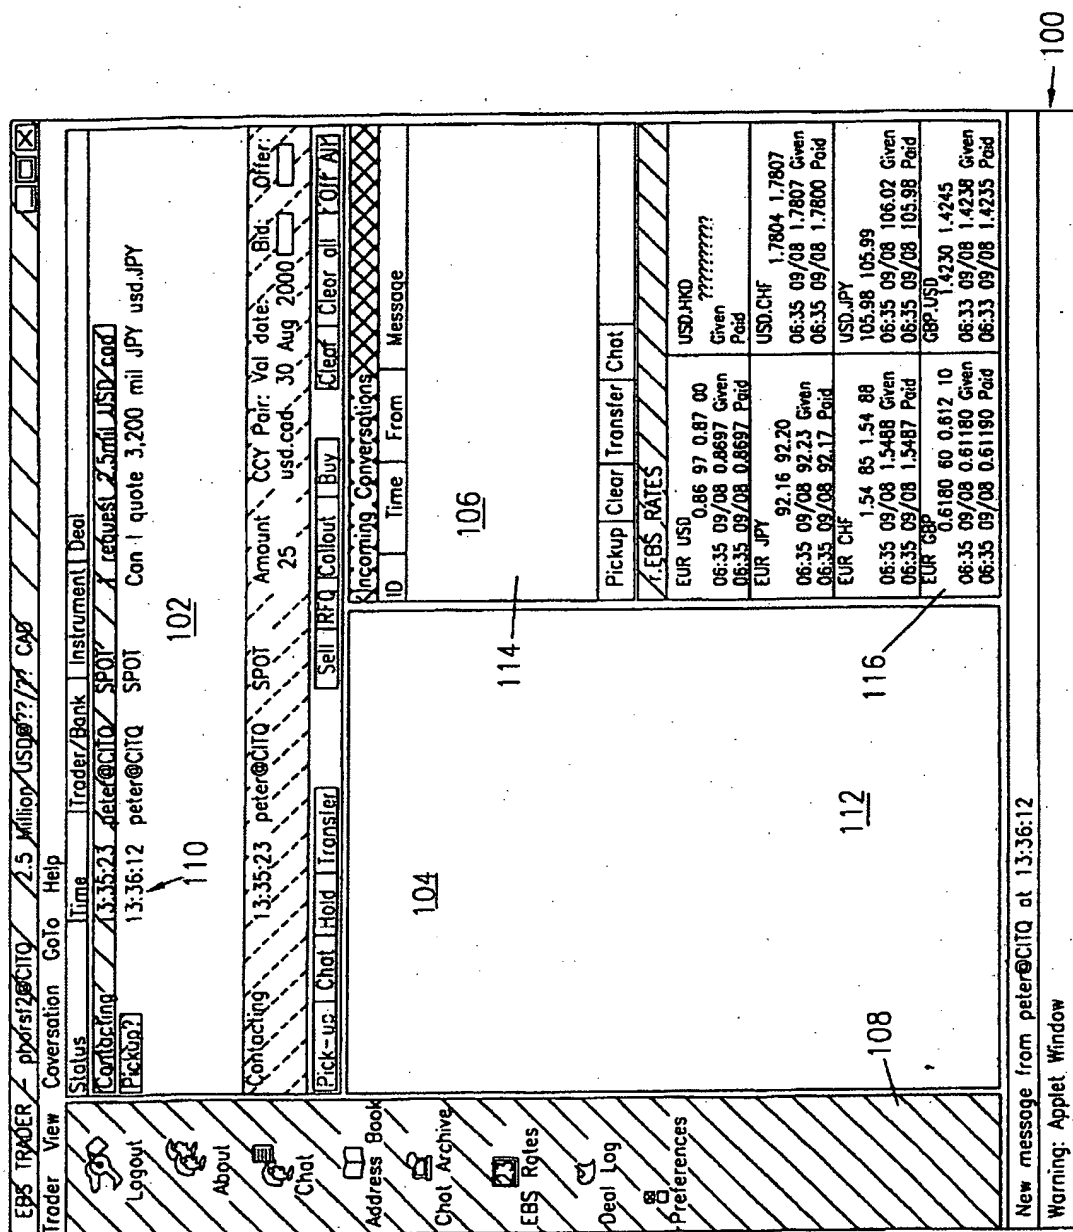 EBS TRADER - phorsf2@CITQ 2.5 Million USD@??/?? CAD
Trader View Coversation GoTo Help
Logout
About
Chat
Address Book
Chat Archive
EBS Rates
Deal Log
Preferences
108
Status Time Trader/Bank Instrument Deal
Contacting 13:35:23 peter@CITQ SPOT request 2.5mil USD/cad
Pickup? 13:36:12 peter@CITQ SPOT Can I quote 3,200 mil JPY usd.JPY
110
102
Amount CCY Pair: Val date: Bid: Offer:
Contacting 13:35:23 peter@CITQ SPOT 25 usd.cad 30 Aug 2000
Pick-up Chat Hold Transfer Sell RFQ Callout Buy Clear Clear all Off All
104
112
Incoming Conversations
ID Time From Message
106
114
Pickup Clear Transfer Chat
EBS RATES
EUR USD
0.86 97 0.87 00
06:35 09/08 0.8697 Given
06:35 09/08 0.8697 Paid
USD.HKD
??????????
Given
Paid
EUR JPY
92.16 92.20
06:35 09/08 92.23 Given
06:35 09/08 92.17 Paid
USD.CHF
1.7804 1.7807
06:35 09/08 1.7807 Given
06:35 09/08 1.7800 Paid
EUR CHF
1.54 85 1.54 88
06:35 09/08 1.5488 Given
06:35 09/08 1.5487 Paid
USD.JPY
105.98 105.99
06:35 09/08 106.02 Given
06:35 09/08 105.98 Paid
EUR GBP
0.6180 60 0.612 10
06:35 09/08 0.61180 Given
06:35 09/08 0.61190 Paid
GBP.USD
1.4230 1.4245
06:33 09/08 1.4238 Given
06:33 09/08 1.4235 Paid
116
New message from peter@CITQ at 13:36:12
Warning: Applet Window
100